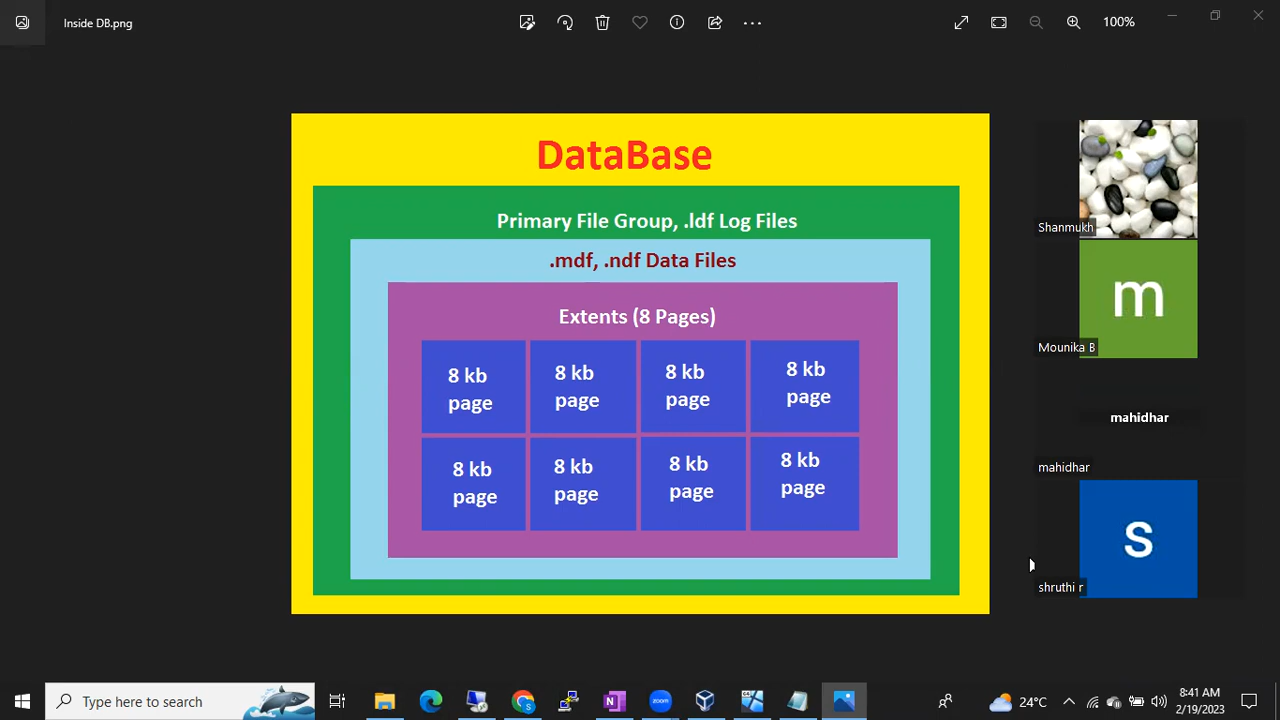 Inside DB.png
100%
DataBase
Primary File Group, .ldf Log Files
.mdf, .ndf Data Files
Extents (8 Pages)
8 kb
page
8 kb
page
8 kb
page
8 kb
page
8 kb
page
8 kb
page
8 kb
page
8 kb
page
Shanmukh
m
Mounika B
mahidhar
mahidhar
s
shruthi r
Type here to search
zoom
24°C
8:41 AM
2/19/2023